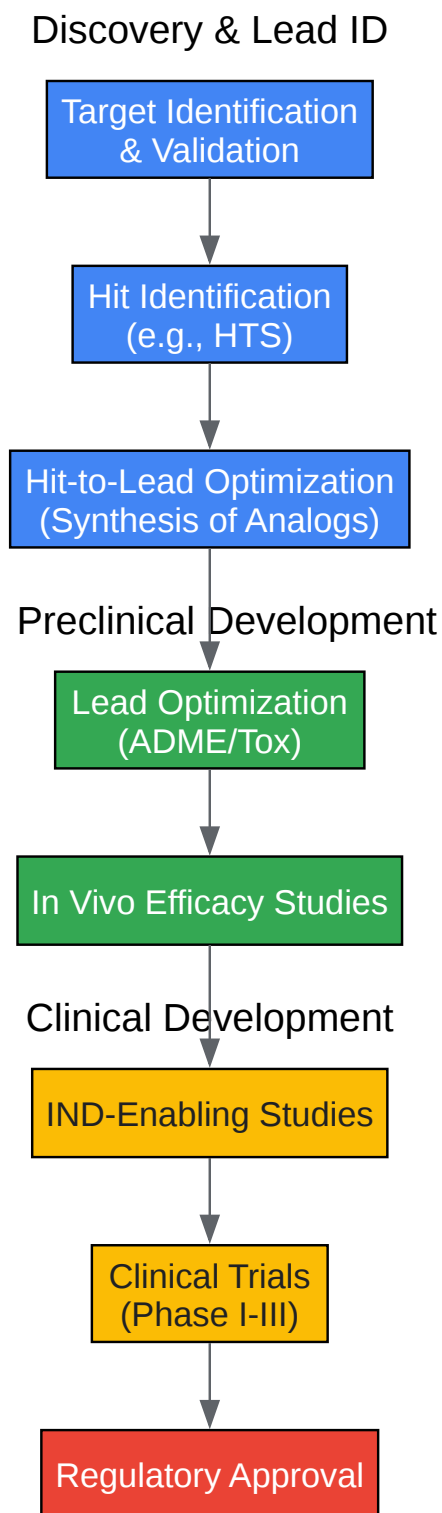 Discovery & Lead ID
Target Identification
& Validation
Hit Identification
(e.g., HTS)
Hit-to-Lead Optimization
(Synthesis of Analogs)
Preclinical Development
Lead Optimization
(ADME/Tox)
In Vivo Efficacy Studies
Clinical Development
IND-Enabling Studies
Clinical Trials
(Phase I-III)
Regulatory Approval